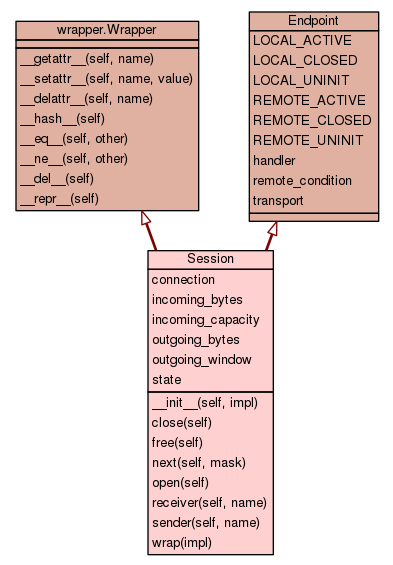 wrapper.Wrapper
__getattr__(self, name)
__setattr__(self, name, value)
__delattr__(self, name)
__hash__(self)
__eq__(self, other)
__ne__(self, other)
__del__(self)
__repr__(self)
Endpoint
LOCAL_ACTIVE
LOCAL_CLOSED
LOCAL_UNINIT
REMOTE_ACTIVE
REMOTE_CLOSED
REMOTE_UNINIT
handler
remote_condition
transport
Session
connection
incoming_bytes
incoming_capacity
outgoing_bytes
outgoing_window
state
__init__(self, impl)
close(self)
free(self)
next(self, mask)
open(self)
receiver(self, name)
sender(self, name)
wrap(impl)